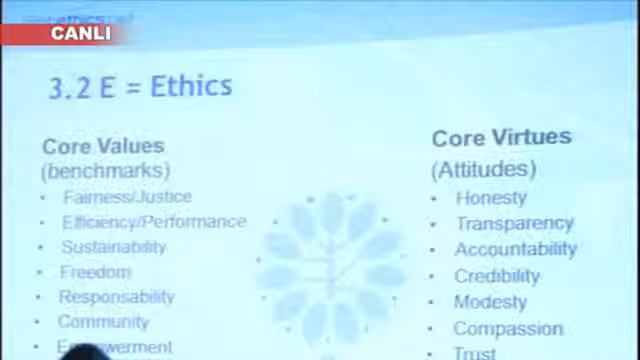 CANLI
3.2 E = Ethics
Core Values
(benchmarks)
• Fairness/Justice
• Efficiency/Performance
• Sustainability
• Freedom
• Responsability
• Community
• Empowerment
Core Virtues
(Attitudes)
• Honesty
• Transparency
• Accountability
• Credibility
• Modesty
• Compassion
• Trust